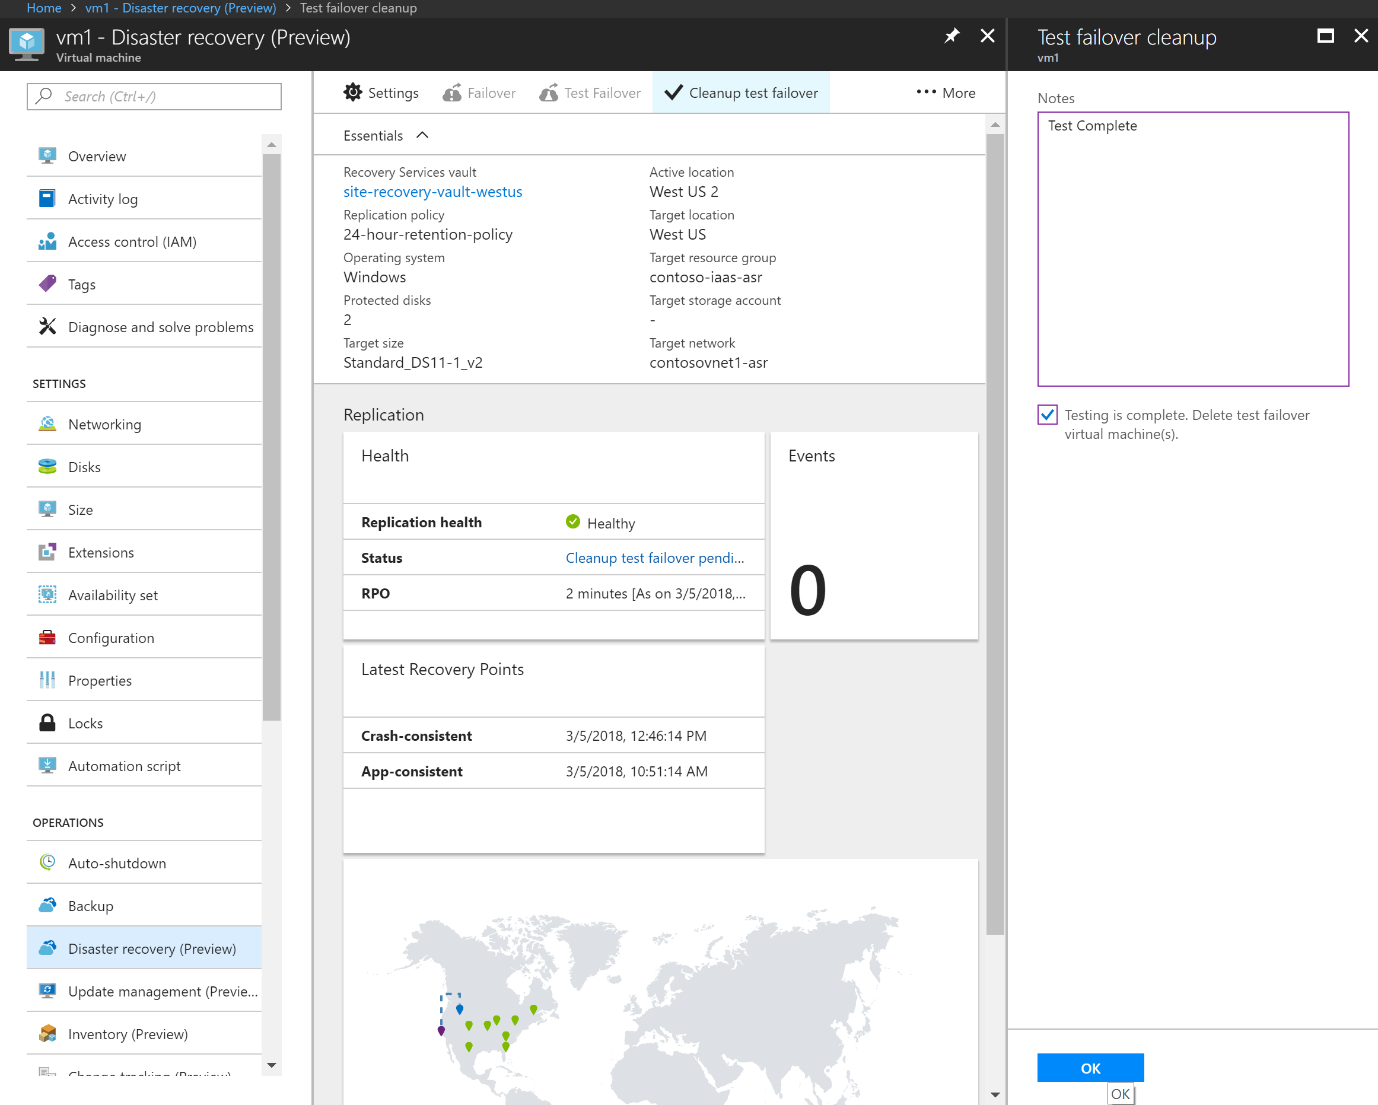 Home > vm1 - Disaster recovery (Preview) > Test failover cleanup
vm1 - Disaster recovery (Preview)
Virtual machine
Search (Ctrl+/)
Overview
Activity log
Access control (IAM)
Tags
Diagnose and solve problems
SETTINGS
Networking
Disks
Size
Extensions
Availability set
Configuration
Properties
Locks
Automation script
OPERATIONS
Auto-shutdown
Backup
Disaster recovery (Preview)
Update management (Previe...
Inventory (Preview)
Change tracking (Preview)
Settings
Failover
Test Failover
Cleanup test failover
More
Essentials
Recovery Services vault
site-recovery-vault-westus
Replication policy
24-hour-retention-policy
Operating system
Windows
Protected disks
2
Target size
Standard_DS11-1_v2
Active location
West US 2
Target location
West US
Target resource group
contoso-iaas-asr
Target storage account
-
Target network
contosovnet1-asr
Replication
Health
Replication health Healthy
Status Cleanup test failover pendi...
RPO 2 minutes [As on 3/5/2018,...
Events
0
Latest Recovery Points
Crash-consistent 3/5/2018, 12:46:14 PM
App-consistent 3/5/2018, 10:51:14 AM
Test failover cleanup
vm1
Notes
Test Complete
Testing is complete. Delete test failover
virtual machine(s).
OK
OK